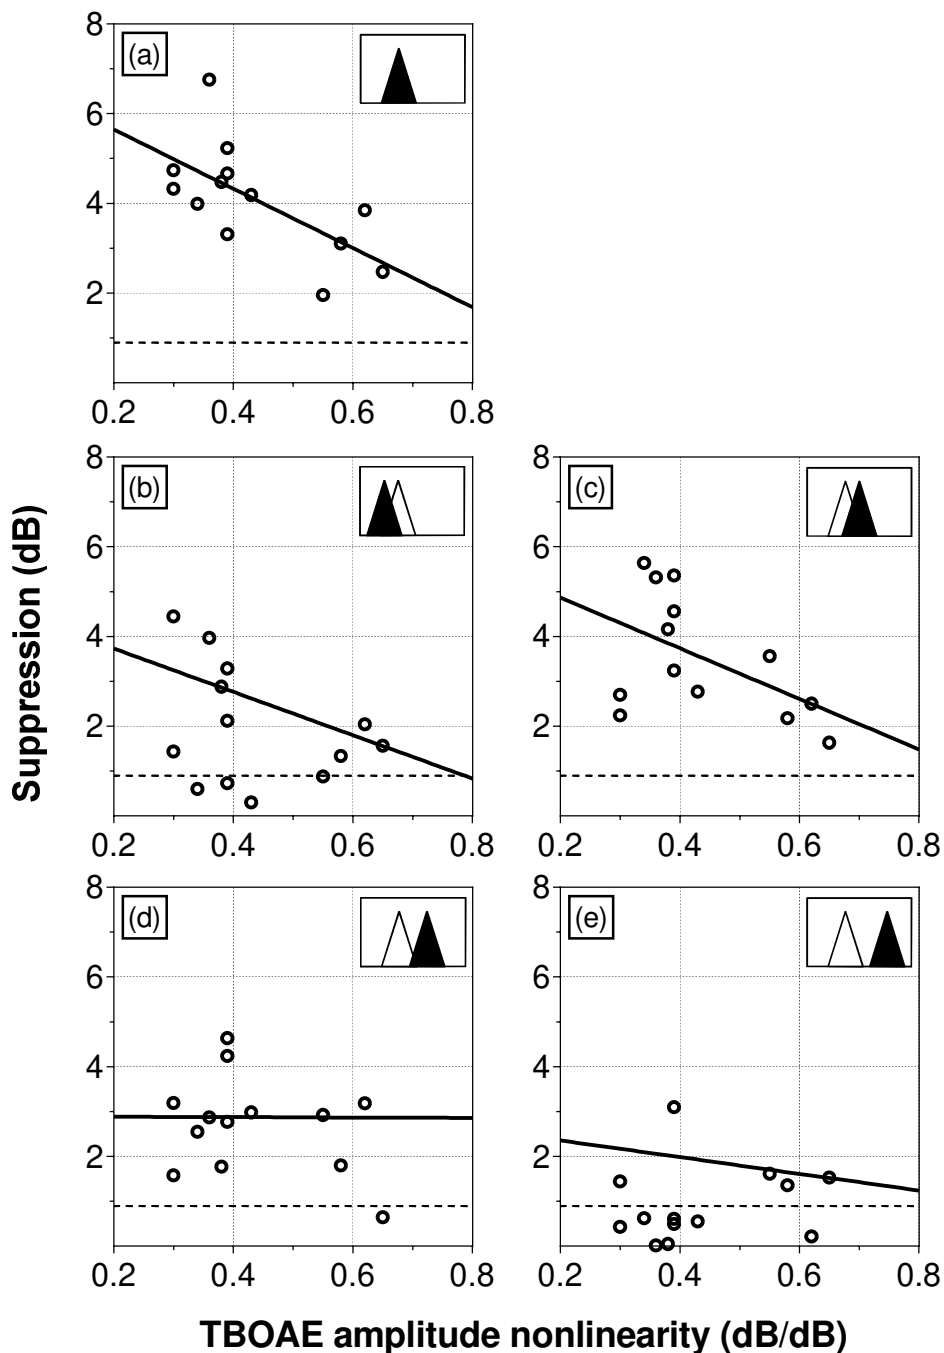 8
(a)
6
4
2
0.2 0.4 0.6 0.8
8 8
(b) (c)
6 6
4 4
2 2
0.2 0.4 0.6 0.8 0.2 0.4 0.6 0.8
8 8
(d) (e)
6 6
4 4
2 2
0.2 0.4 0.6 0.8 0.2 0.4 0.6 0.8
Suppression (dB)
TBOAE amplitude nonlinearity (dB/dB)